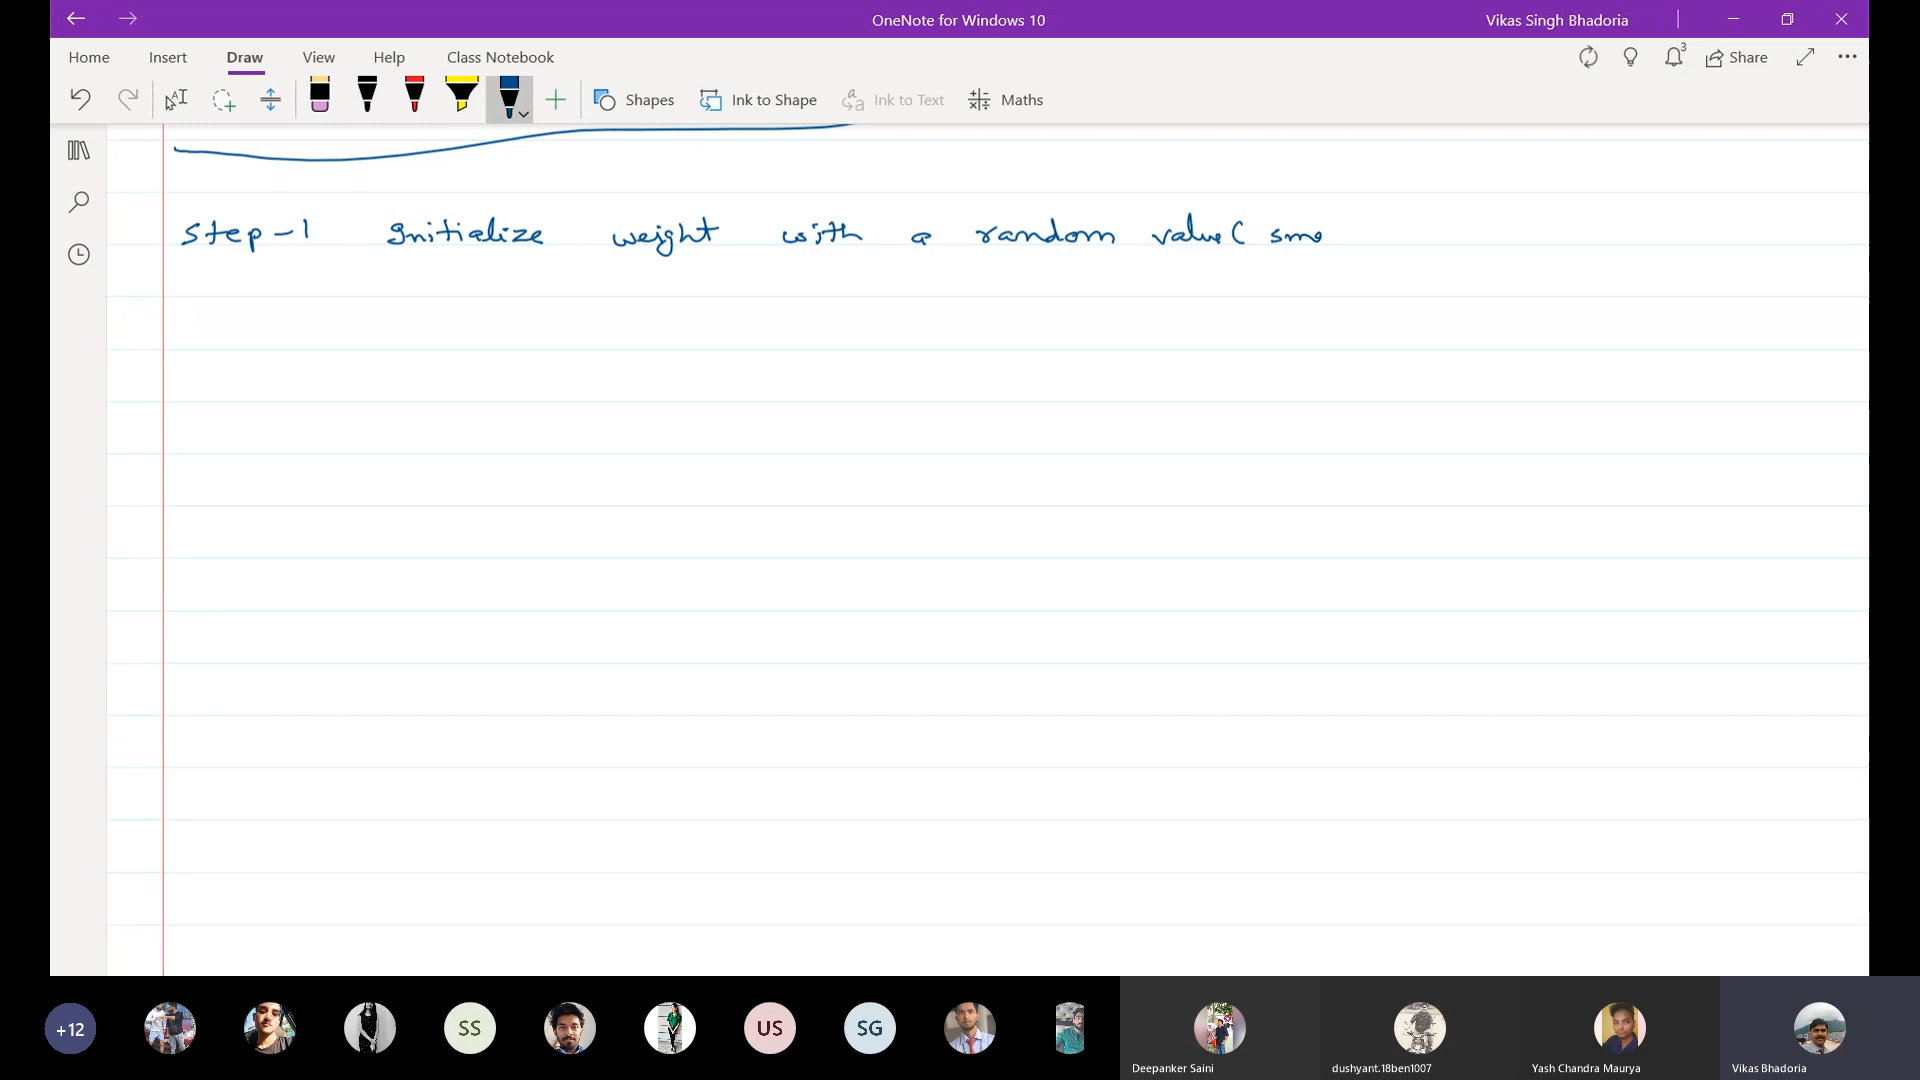 OneNote for Windows 10
Vikas Singh Bhadoria
Home Insert Draw View Help Class Notebook
3 Share
Shapes Ink to Shape Ink to Text Maths
Step-1 Initialize weight with a random value ( sma
+12 SS US SG
Deepanker Saini dushyant.18ben1007 Yash Chandra Maurya Vikas Bhadoria